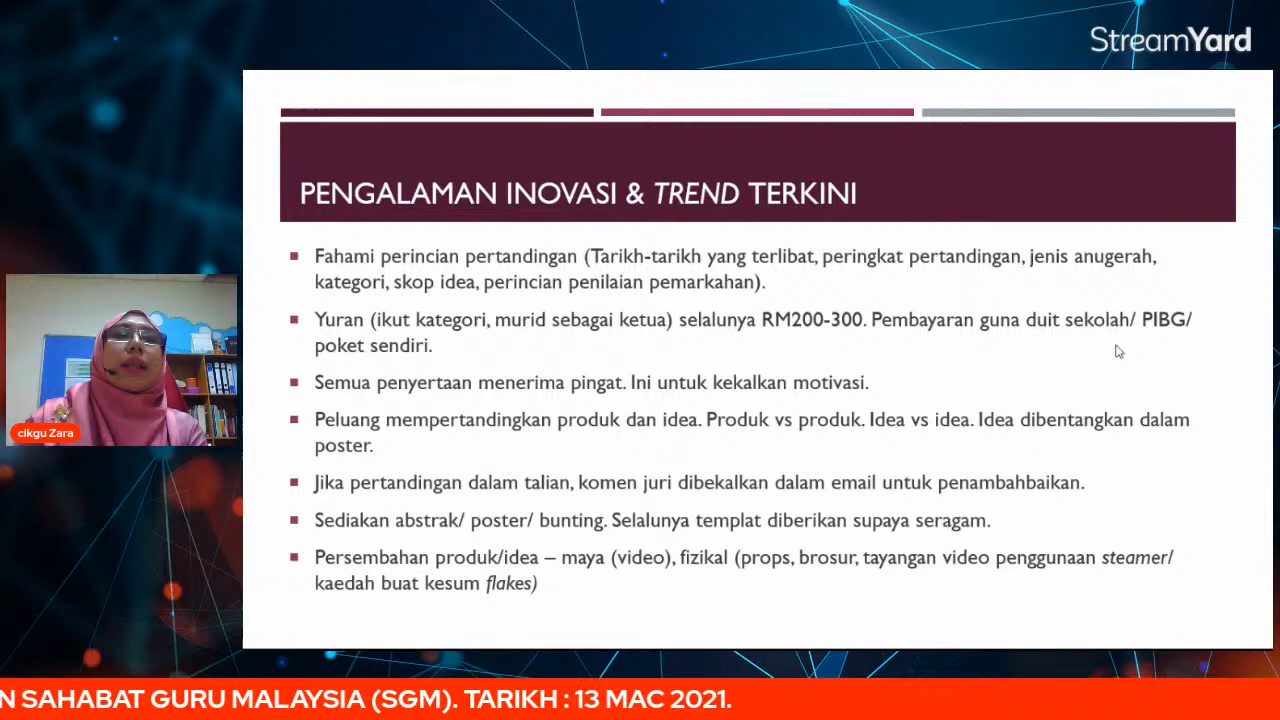 StreamYard
PENGALAMAN INOVASI & TREND TERKINI
Fahami perincian pertandingan (Tarikh-tarikh yang terlibat, peringkat pertandingan, jenis anugerah,
kategori, skop idea, perincian penilaian pemarkahan).
Yuran (ikut kategori, murid sebagai ketua) selalunya RM200-300. Pembayaran guna duit sekolah/ PIBG/
poket sendiri.
Semua penyertaan menerima pingat. Ini untuk kekalkan motivasi.
Peluang mempertandingkan produk dan idea. Produk vs produk. Idea vs idea. Idea dibentangkan dalam
poster.
Jika pertandingan dalam talian, komen juri dibekalkan dalam email untuk penambahbaikan.
Sediakan abstrak/ poster/ bunting. Selalunya templat diberikan supaya seragam.
Persembahan produk/idea – maya (video), fizikal (props, brosur, tayangan video penggunaan steamer/
kaedah buat kesum flakes)
cikgu Zara
N SAHABAT GURU MALAYSIA (SGM). TARIKH : 13 MAC 2021.